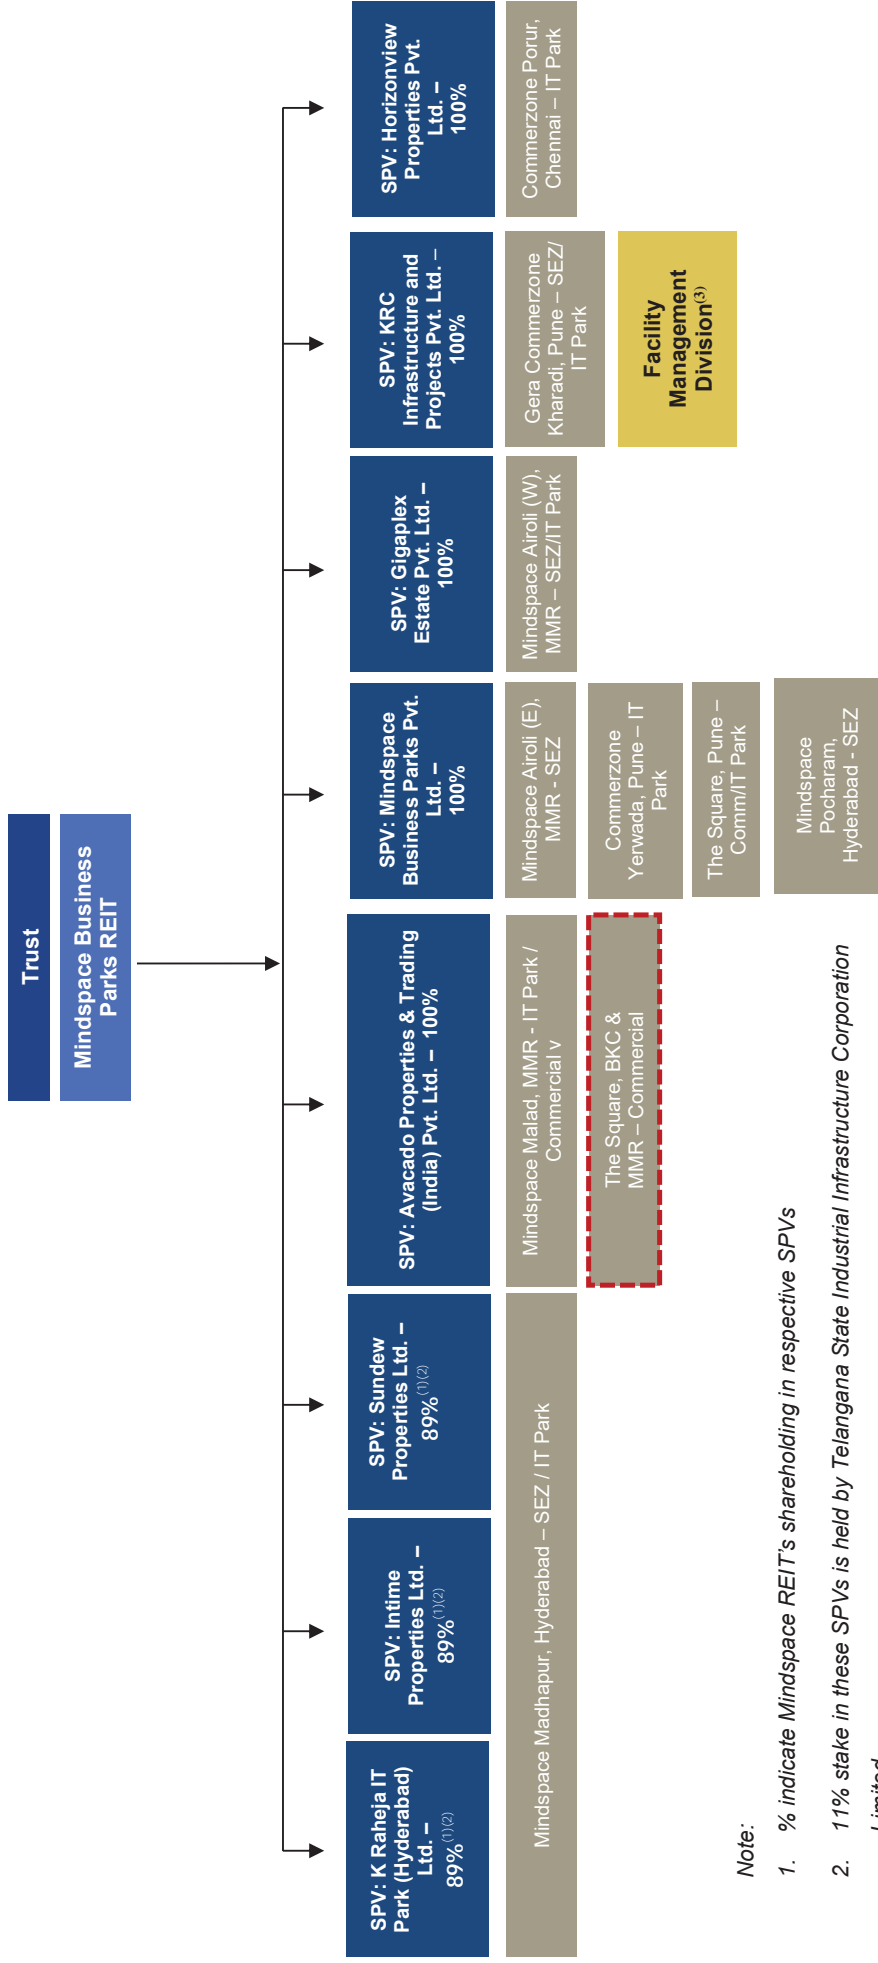 Trust
Mindspace Business
Parks REIT
SPV: K Raheja IT
Park (Hyderabad)
Ltd. –
89%(1)(2)
SPV: Intime
Properties Ltd. –
89%(1)(2)
SPV: Sundew
Properties Ltd. –
89%(1)(2)
SPV: Avacado Properties & Trading
(India) Pvt. Ltd. – 100%
SPV: Mindspace
Business Parks Pvt.
Ltd. –
100%
SPV: Gigaplex
Estate Pvt. Ltd. –
100%
SPV: KRC
Infrastructure and
Projects Pvt. Ltd. –
100%
SPV: Horizonview
Properties Pvt.
Ltd. –
100%
Mindspace Madhapur, Hyderabad – SEZ / IT Park
Mindspace Malad, MMR - IT Park /
Commercial v
The Square, BKC &
MMR – Commercial
Mindspace Airoli (E),
MMR - SEZ
Commerzone
Yerwada, Pune – IT
Park
The Square, Pune –
Comm/IT Park
Mindspace
Pocharam,
Hyderabad - SEZ
Mindspace Airoli (W),
MMR – SEZ/IT Park
Gera Commerzone
Kharadi, Pune – SEZ/
IT Park
Facility
Management
Division(3)
Commerzone Porur,
Chennai – IT Park
Note:
1. % indicate Mindspace REIT's shareholding in respective SPVs
2. 11% stake in these SPVs is held by Telangana State Industrial Infrastructure Corporation
Limited